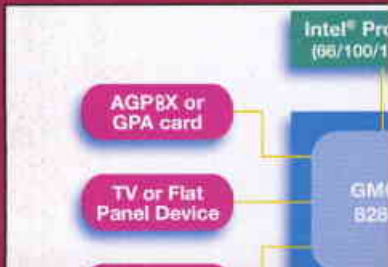 Intel® Pro
(66/100/1
AGP8X or
GPA card
TV or Flat
Panel Device
GM
828